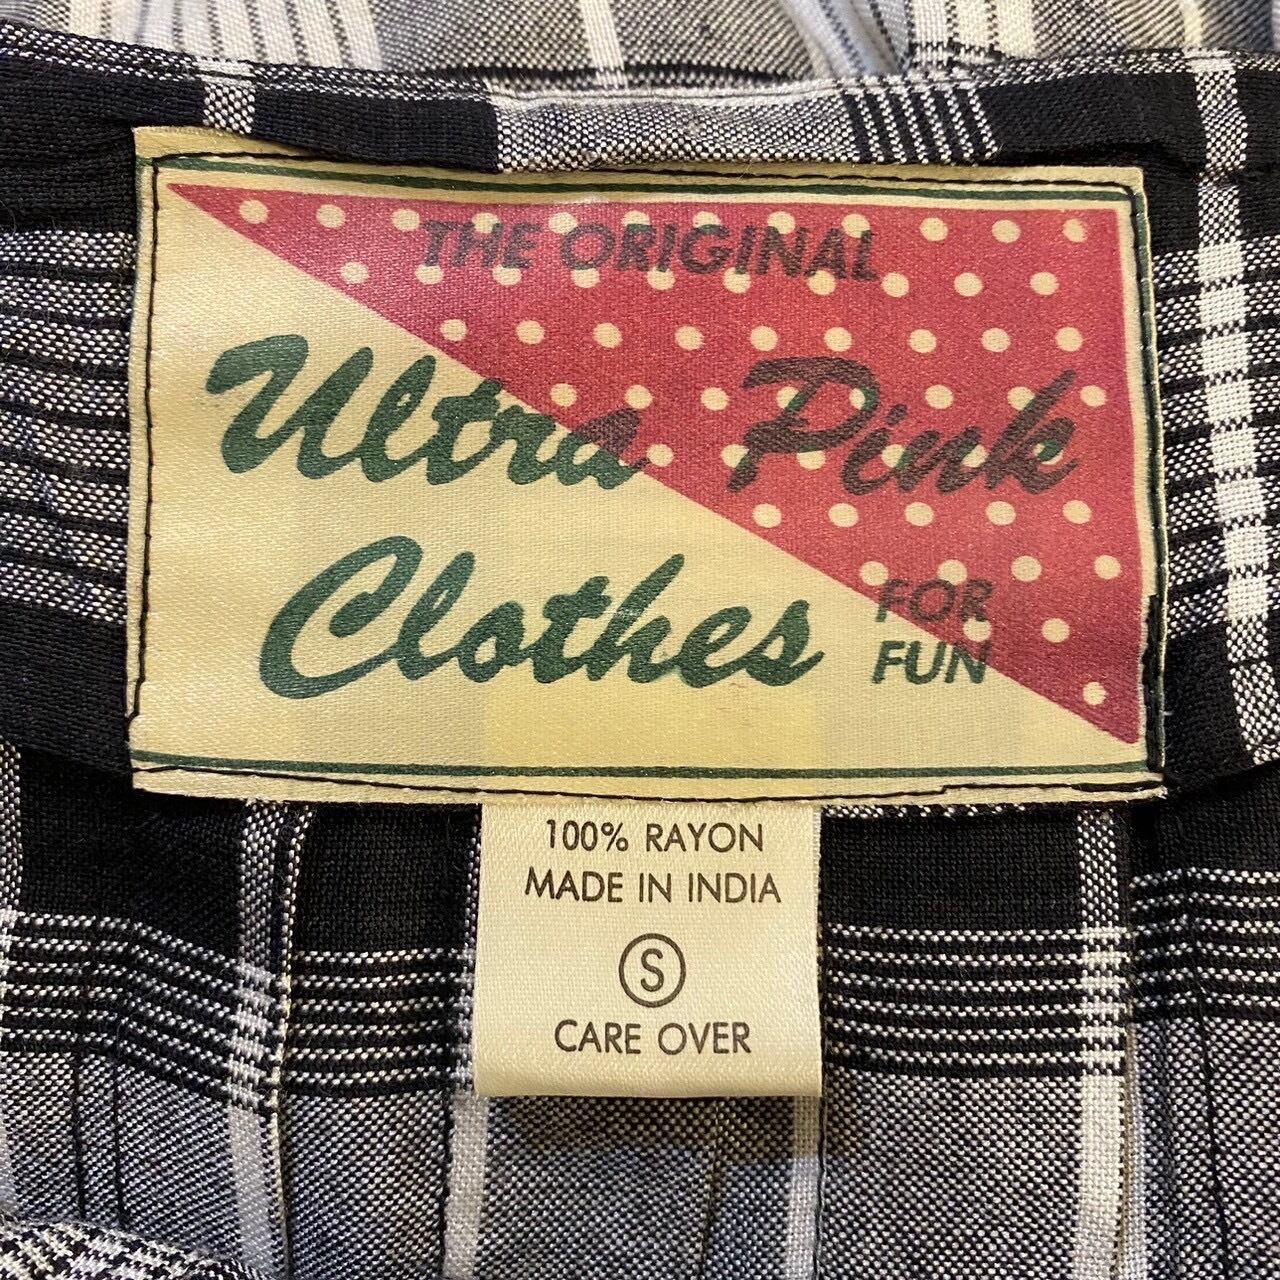 THE ORIGINAL
Ultra Pink
Clothes FOR FUN
100% RAYON
MADE IN INDIA
S
CARE OVER